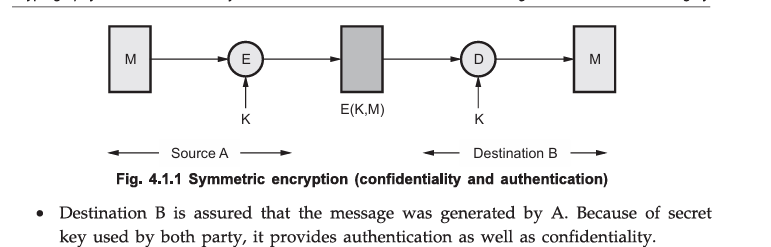 M
E
D
M
K
E(K,M)
K
Source A
Destination B
Fig. 4.1.1 Symmetric encryption (confidentiality and authentication)
• Destination B is assured that the message was generated by A. Because of secret
key used by both party, it provides authentication as well as confidentiality.